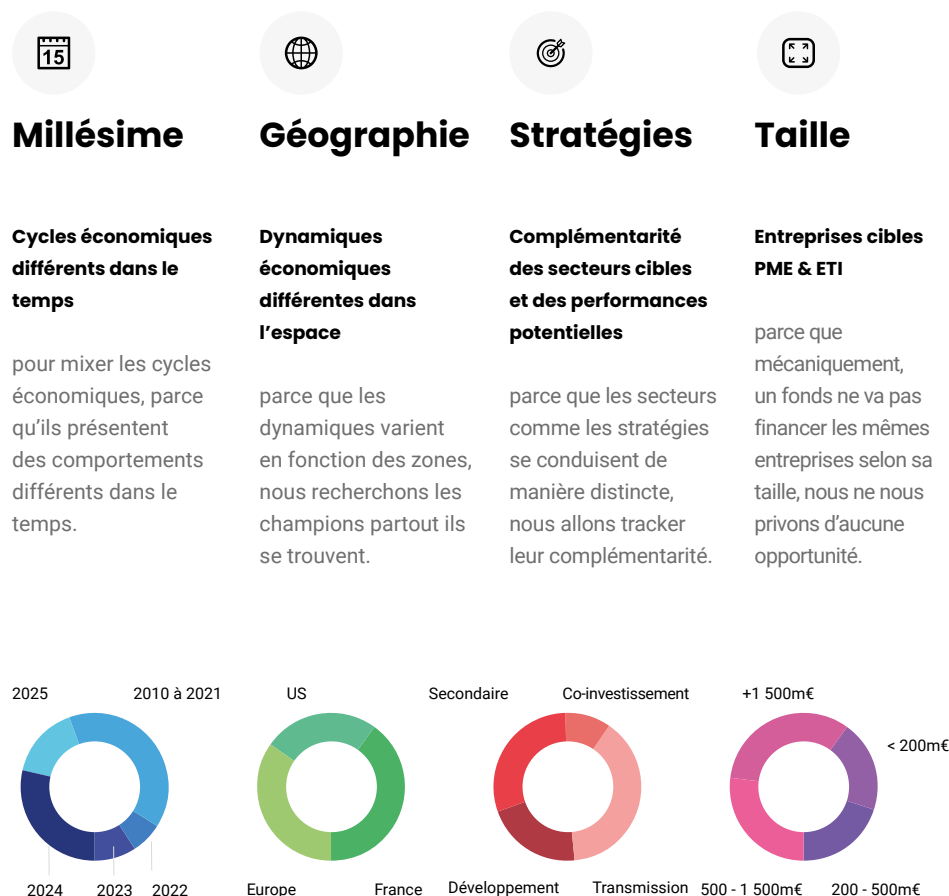 15
Millésime
Cycles économiques
différents dans le
temps
pour mixer les cycles
économiques, parce
qu’ils présentent
des comportements
différents dans le
temps.
Géographie
Dynamiques
économiques
différentes dans
l’espace
parce que les
dynamiques varient
en fonction des zones,
nous recherchons les
champions partout ils
se trouvent.
Stratégies
Complémentarité
des secteurs cibles
et des performances
potentielles
parce que les secteurs
comme les stratégies
se conduisent de
manière distincte,
nous allons tracker
leur complémentarité.
Taille
Entreprises cibles
PME & ETI
parce que
mécaniquement,
un fonds ne va pas
financer les mêmes
entreprises selon sa
taille, nous ne nous
privons d’aucune
opportunité.
2025
2010 à 2021
2024
2023
2022
US
Europe
France
Secondaire
Co-investissement
Développement
Transmission
+1 500m€
< 200m€
500 - 1 500m€
200 - 500m€